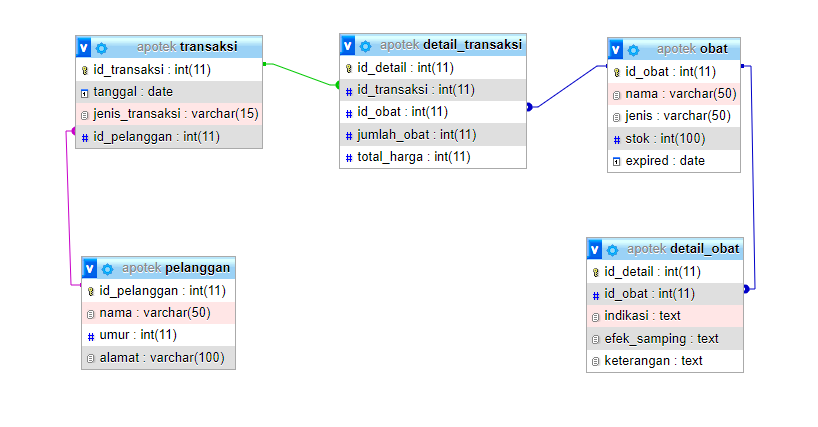 v apotek transaksi
id_transaksi : int(11)
tanggal : date
jenis_transaksi : varchar(15)
# id_pelanggan : int(11)
v apotek detail_transaksi
id_detail : int(11)
# id_transaksi : int(11)
# id_obat : int(11)
# jumlah_obat : int(11)
# total_harga : int(11)
v apotek obat
id_obat : int(11)
nama : varchar(50)
jenis : varchar(50)
# stok : int(100)
expired : date
v apotek pelanggan
id_pelanggan : int(11)
nama : varchar(50)
# umur : int(11)
alamat : varchar(100)
v apotek detail_obat
id_detail : int(11)
# id_obat : int(11)
indikasi : text
efek_samping : text
keterangan : text